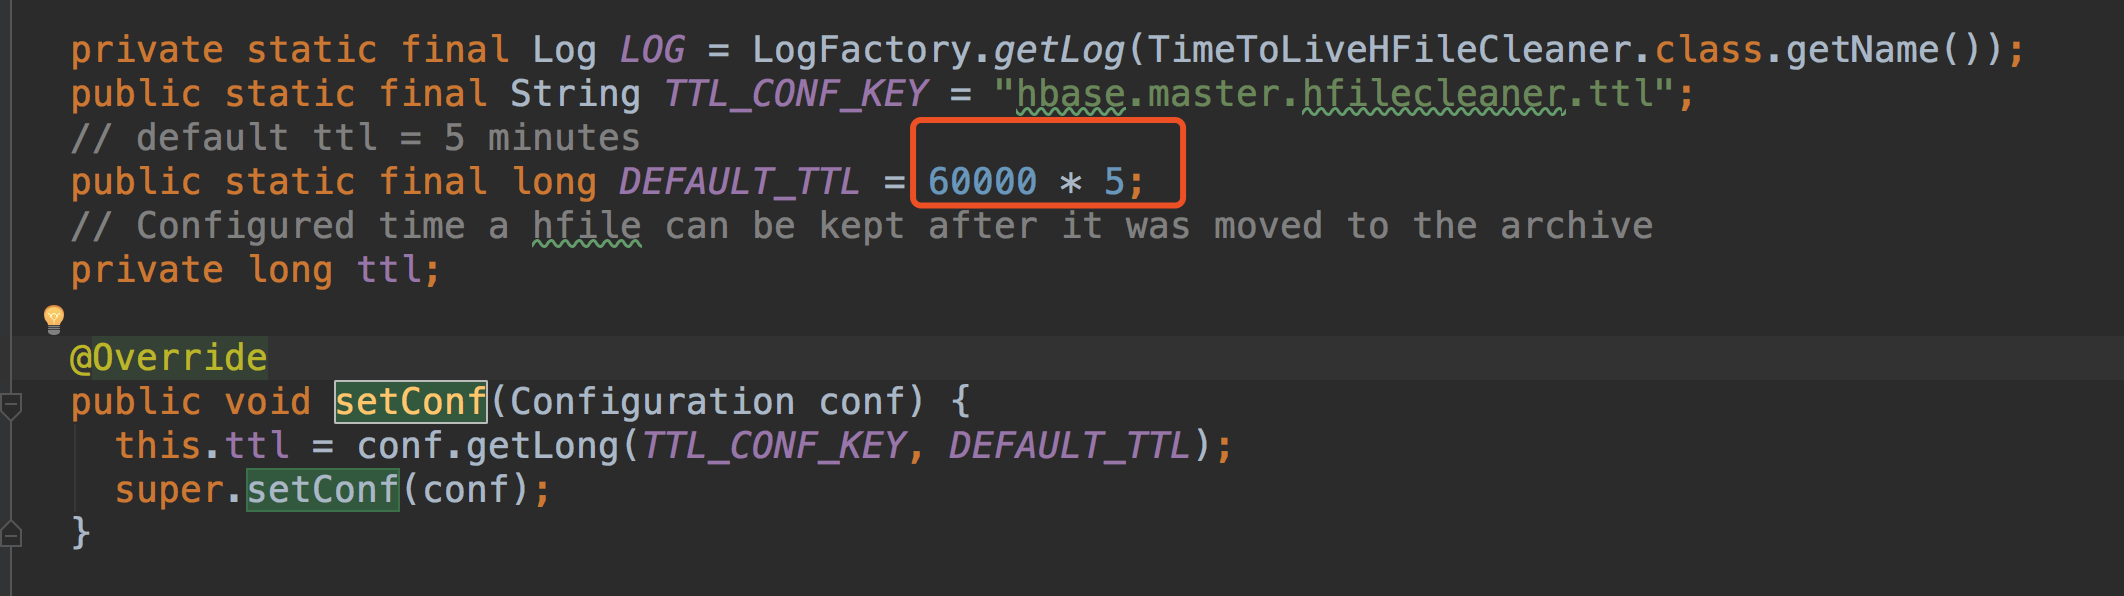 private static final Log LOG = LogFactory.getLog(TimeToLiveHFileCleaner.class.getName());
public static final String TTL_CONF_KEY = "hbase.master.hfilecleaner.ttl";
// default ttl = 5 minutes
public static final long DEFAULT_TTL = 60000 * 5;
// Configured time a hfile can be kept after it was moved to the archive
private long ttl;
@Override
public void setConf(Configuration conf) {
this.ttl = conf.getLong(TTL_CONF_KEY, DEFAULT_TTL);
super.setConf(conf);
}